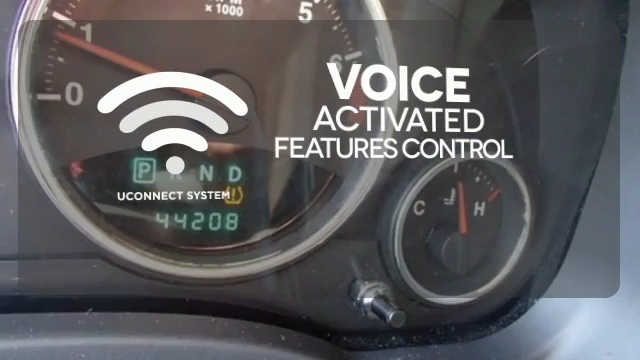 x 1000
5
1
0
VOICE
ACTIVATED
FEATURES CONTROL
P R N D
UCONNECT SYSTEM
44208
C
H